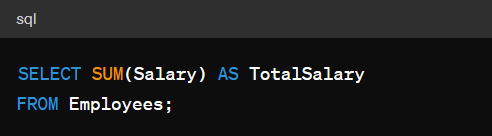 sql
SELECT SUM(Salary) AS TotalSalary
FROM Employees;